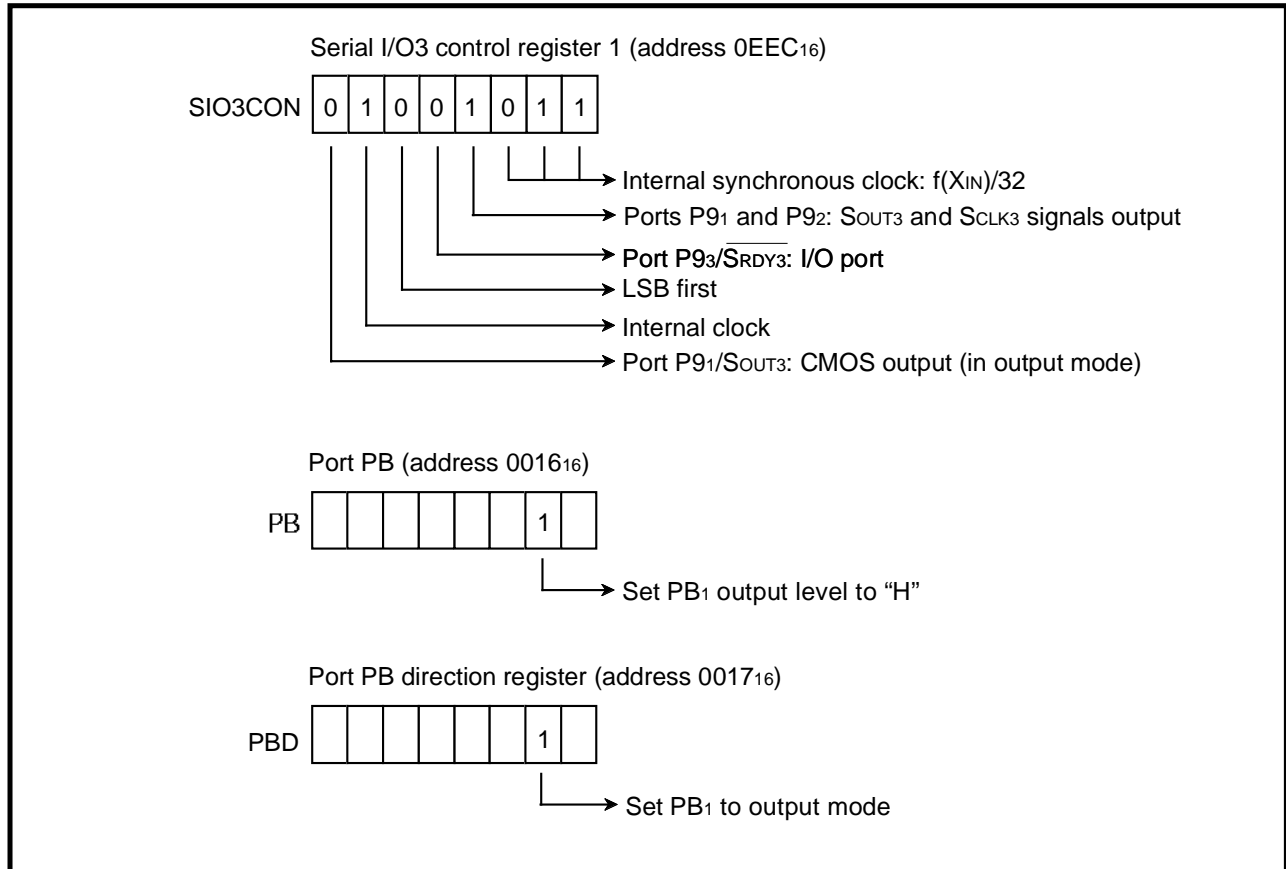 Serial I/O3 control register 1 (address 0EEC16)
SIO3CON 0 1 0 0 1 0 1 1
Internal synchronous clock: f(XIN)/32
Ports P91 and P92: SOUT3 and SCLK3 signals output
Port P93/SRDY3: I/O port
LSB first
Internal clock
Port P91/SOUT3: CMOS output (in output mode)
Port PB (address 001616)
PB 1
Set PB1 output level to “H”
Port PB direction register (address 001716)
PBD 1
Set PB1 to output mode